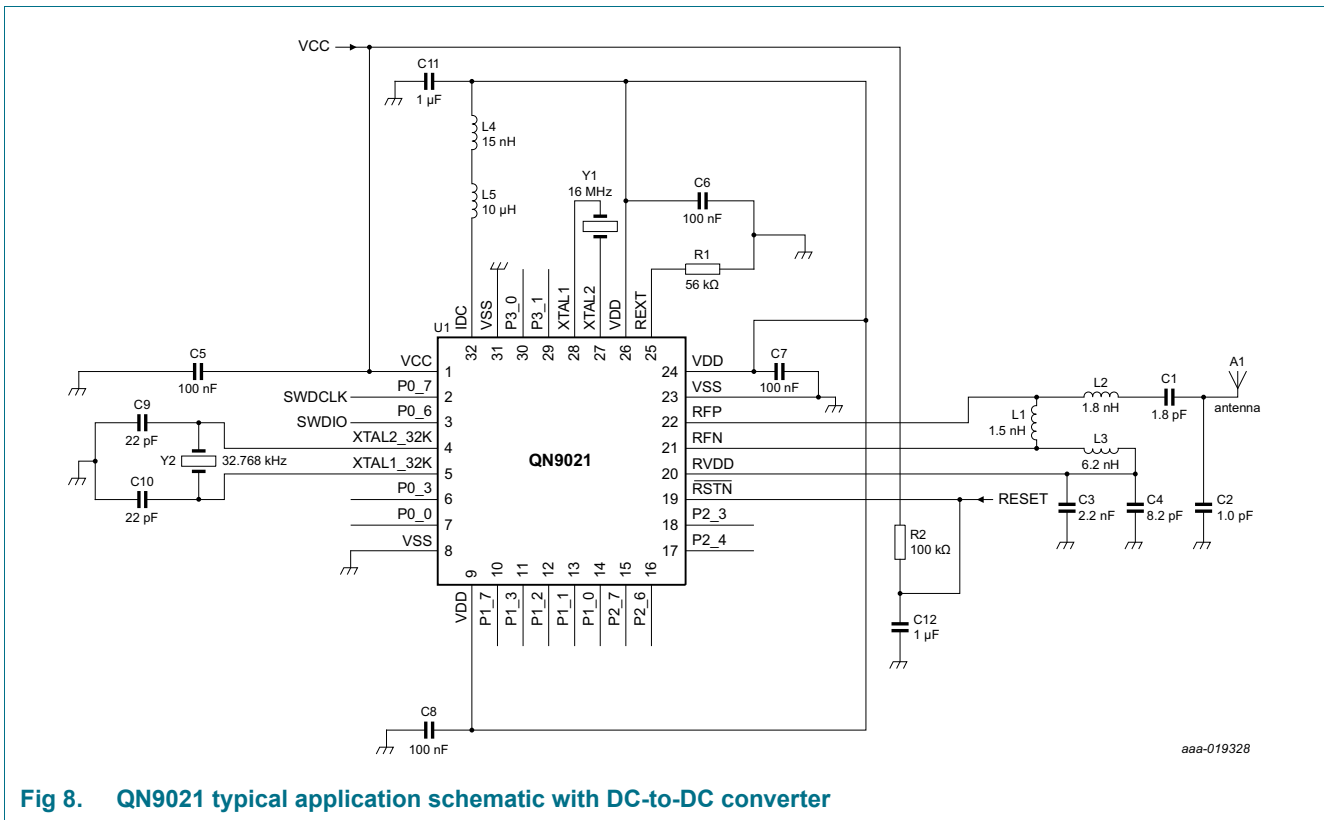 VCC
C11
1 µF
L4
15 nH
L5
10 µH
Y1
16 MHz
C6
100 nF
R1
56 kΩ
U1
IDC
VSS
P3_0
P3_1
XTAL1
XTAL2
VDD
REXT
32
31
30
29
28
27
26
25
C5
100 nF
VCC
1
SWDCLK
P0_7
2
SWDIO
P0_6
3
C9
22 pF
XTAL2_32K
4
Y2
32.768 kHz
XTAL1_32K
5
C10
22 pF
P0_3
6
P0_0
7
VSS
8
QN9021
24
VDD
C7
100 nF
23
VSS
22
RFP
21
RFN
20
RVDD
19
RSTN
RESET
18
P2_3
17
P2_4
L1
1.5 nH
L2
1.8 nH
C1
1.8 pF
A1
antenna
L3
6.2 nH
C3
2.2 nF
C4
8.2 pF
C2
1.0 pF
R2
100 kΩ
C12
1 µF
9
10
11
12
13
14
15
16
VDD
P1_7
P1_3
P1_2
P1_1
P1_0
P2_7
P2_6
C8
100 nF
aaa-019328
Fig 8. QN9021 typical application schematic with DC-to-DC converter